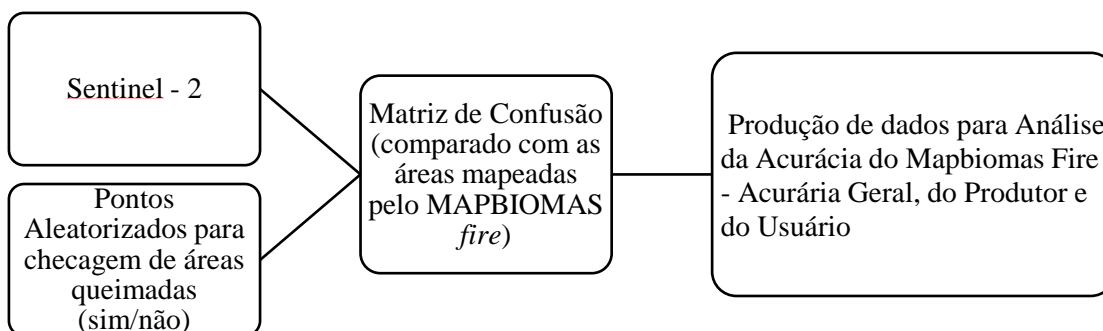 Sentinel - 2
Pontos
Aleatorizados para
checagem de áreas
queimadas
(sim/não)
Matriz de Confusão
(comparado com as
áreas mapeadas
pelo MAPBIOMAS
fire)
Produção de dados para Análise
da Acurácia do Mapbiomas Fire
- Acurária Geral, do Produtor e
do Usuário